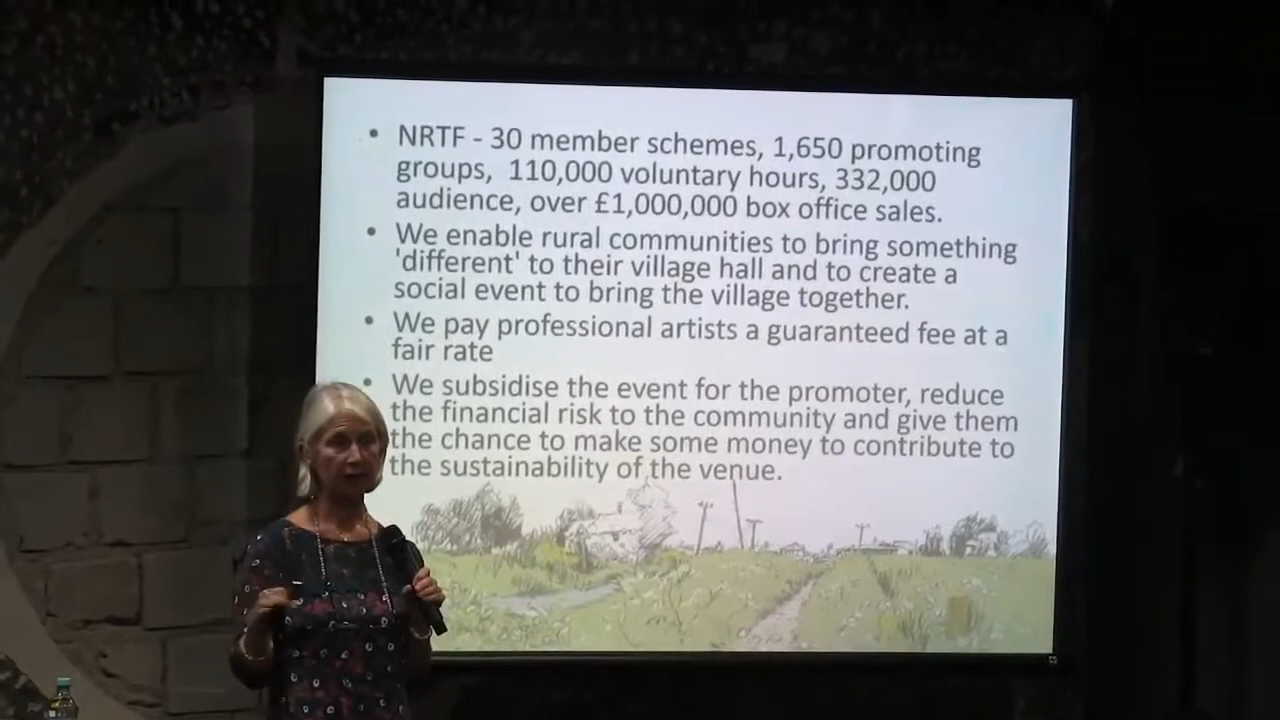 • NRTF - 30 member schemes, 1,650 promoting
groups, 110,000 voluntary hours, 332,000
audience, over £1,000,000 box office sales.
• We enable rural communities to bring something
'different' to their village hall and to create a
social event to bring the village together.
• We pay professional artists a guaranteed fee at a
fair rate
• We subsidise the event for the promoter, reduce
the financial risk to the community and give them
the chance to make some money to contribute to
the sustainability of the venue.